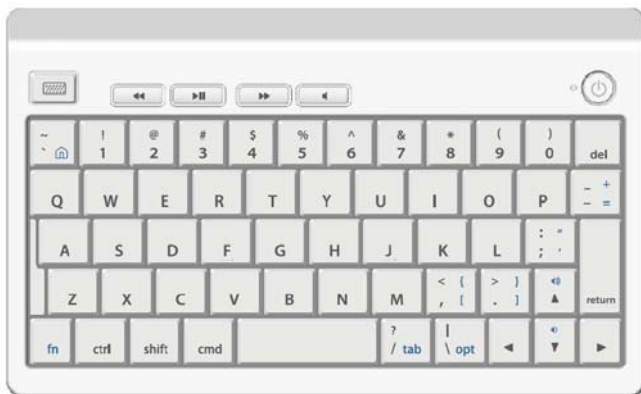 ~ ! @ # $ % ^ & * ( )
` 1 2 3 4 5 6 7 8 9 0 del
Q W E R T Y U I O P _ +
– =
A S D F G H J K L : "
; '
Z X C V B N M < { > }
, [ . ] return
fn ctrl shift cmd ? |
/ tab \ opt